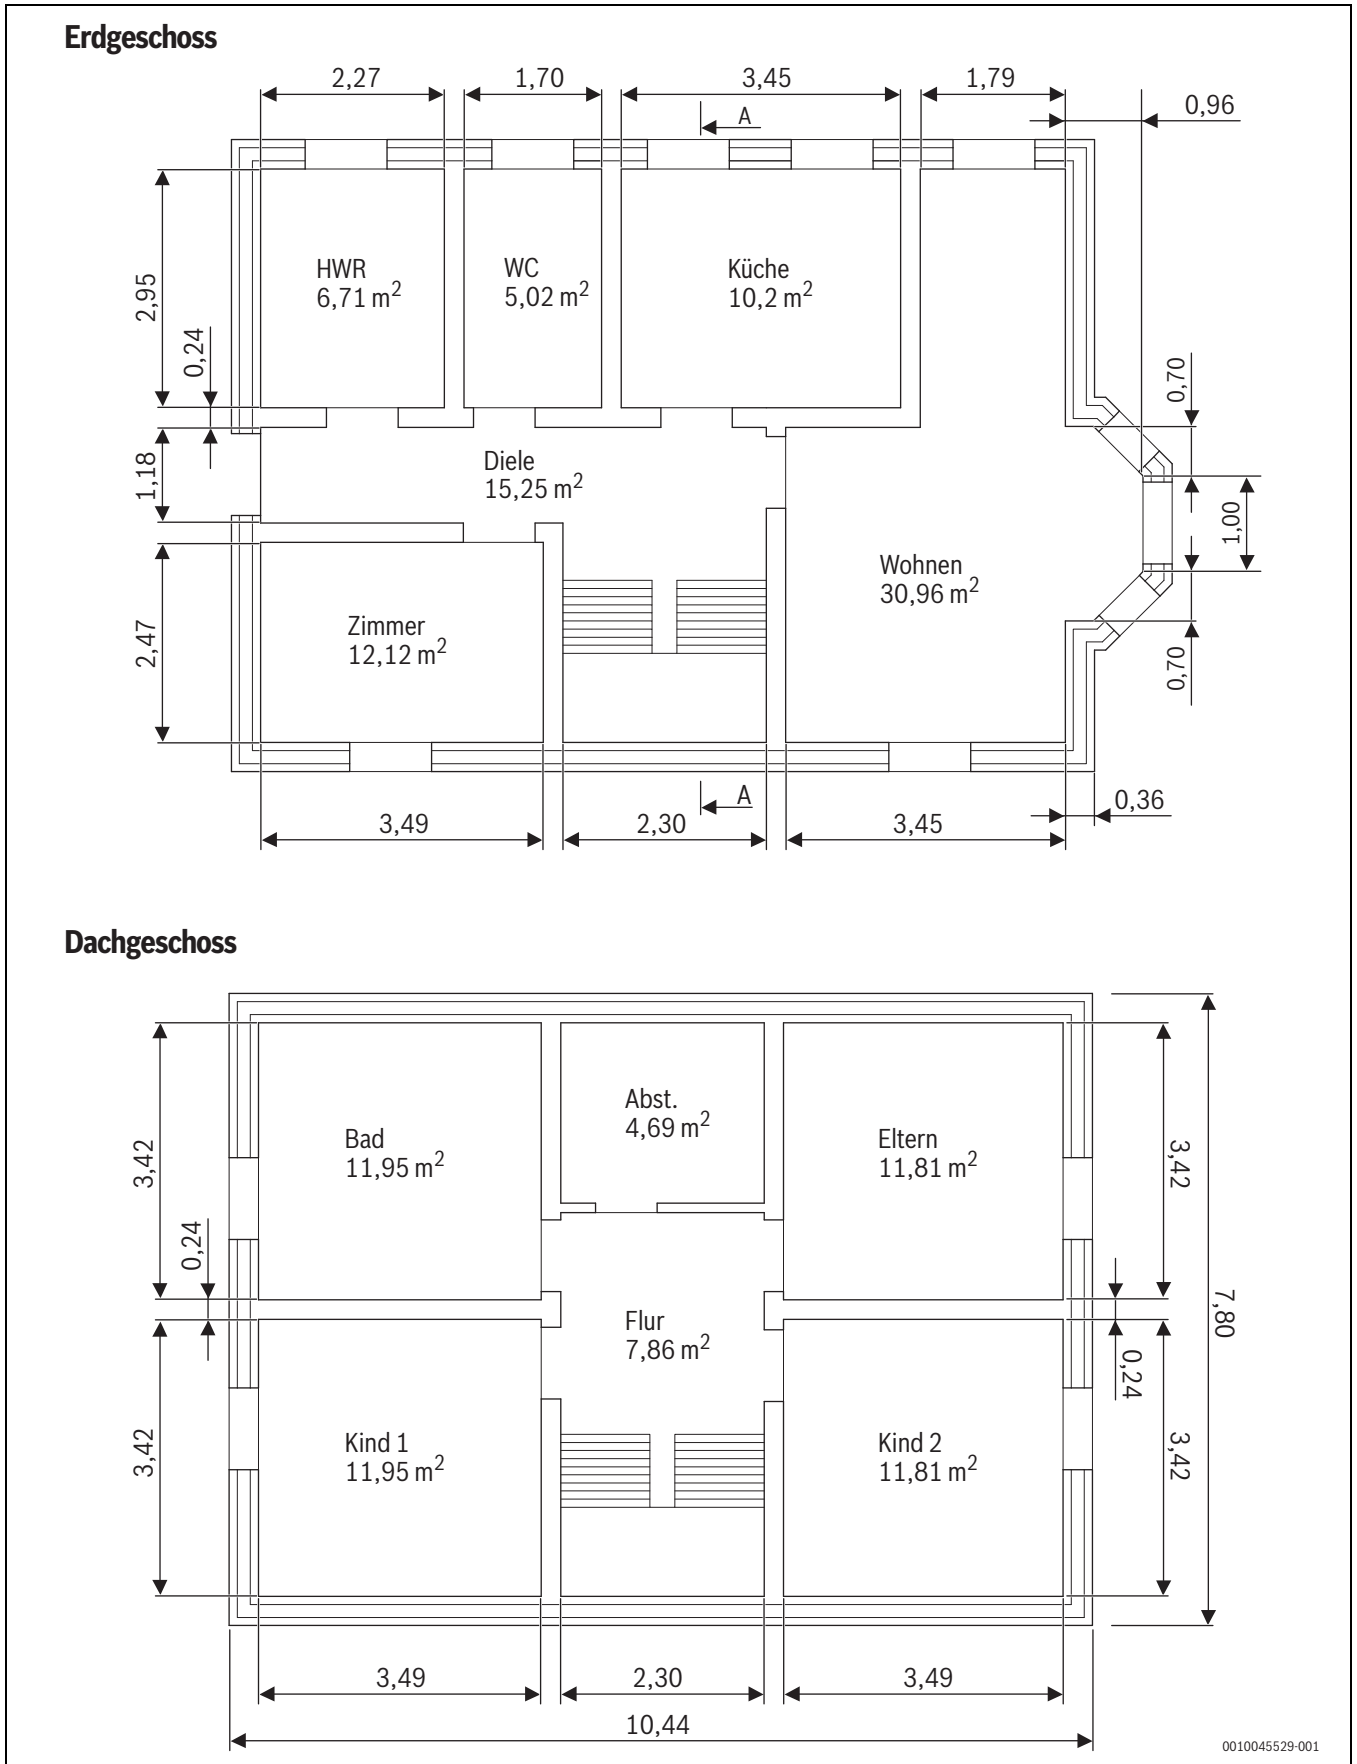 Erdgeschoss
2,27
1,70
3,45
1,79
0,96
A
2,95
0,24
1,18
2,47
HWR
6,71 m²
WC
5,02 m²
Küche
10,2 m²
0,70
Diele
15,25 m²
1,00
Wohnen
30,96 m²
Zimmer
12,12 m²
0,70
A
0,36
3,49
2,30
3,45
Dachgeschoss
3,42
0,24
3,42
Bad
11,95 m²
Abst.
4,69 m²
Eltern
11,81 m²
3,42
7,80
Flur
7,86 m²
0,24
Kind 1
11,95 m²
Kind 2
11,81 m²
3,42
3,49
2,30
3,49
10,44
0010045529-001